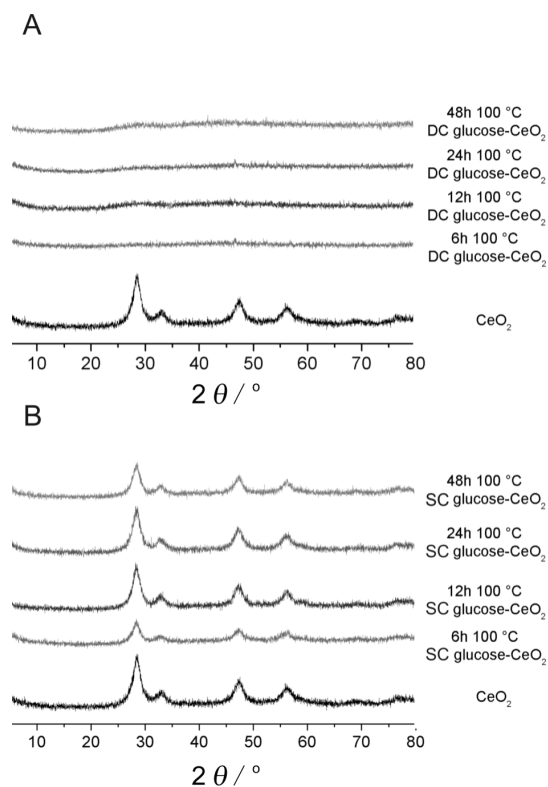 A
48h 100 °C
DC glucose-CeO₂
24h 100 °C
DC glucose-CeO₂
12h 100 °C
DC glucose-CeO₂
6h 100 °C
DC glucose-CeO₂
CeO₂
10 20 30 40 50 60 70 80
2 θ / °
B
48h 100 °C
SC glucose-CeO₂
24h 100 °C
SC glucose-CeO₂
12h 100 °C
SC glucose-CeO₂
6h 100 °C
SC glucose-CeO₂
CeO₂
10 20 30 40 50 60 70 80
2 θ / °